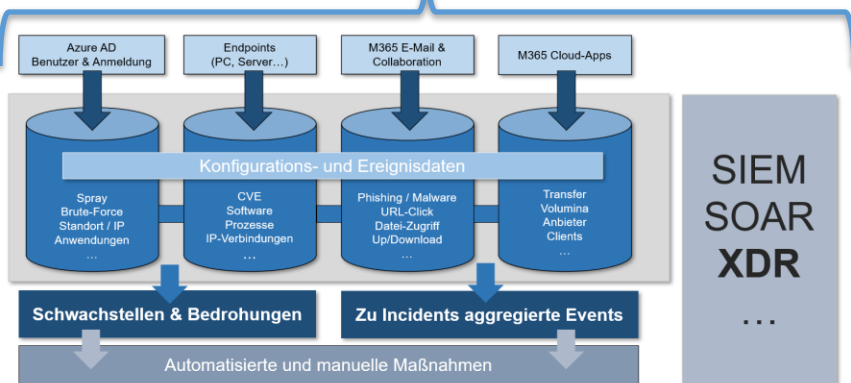 Azure AD
Benutzer & Anmeldung
Endpoints
(PC, Server…)
M365 E-Mail &
Collaboration
M365 Cloud-Apps
Konfigurations- und Ereignisdaten
Spray
Brute-Force
Standort / IP
Anwendungen
…
CVE
Software
Prozesse
IP-Verbindungen
…
Phishing / Malware
URL-Click
Datei-Zugriff
Up/Download
…
Transfer
Volumina
Anbieter
Clients
…
Schwachstellen & Bedrohungen
Zu Incidents aggregierte Events
Automatisierte und manuelle Maßnahmen
SIEM
SOAR
XDR
…